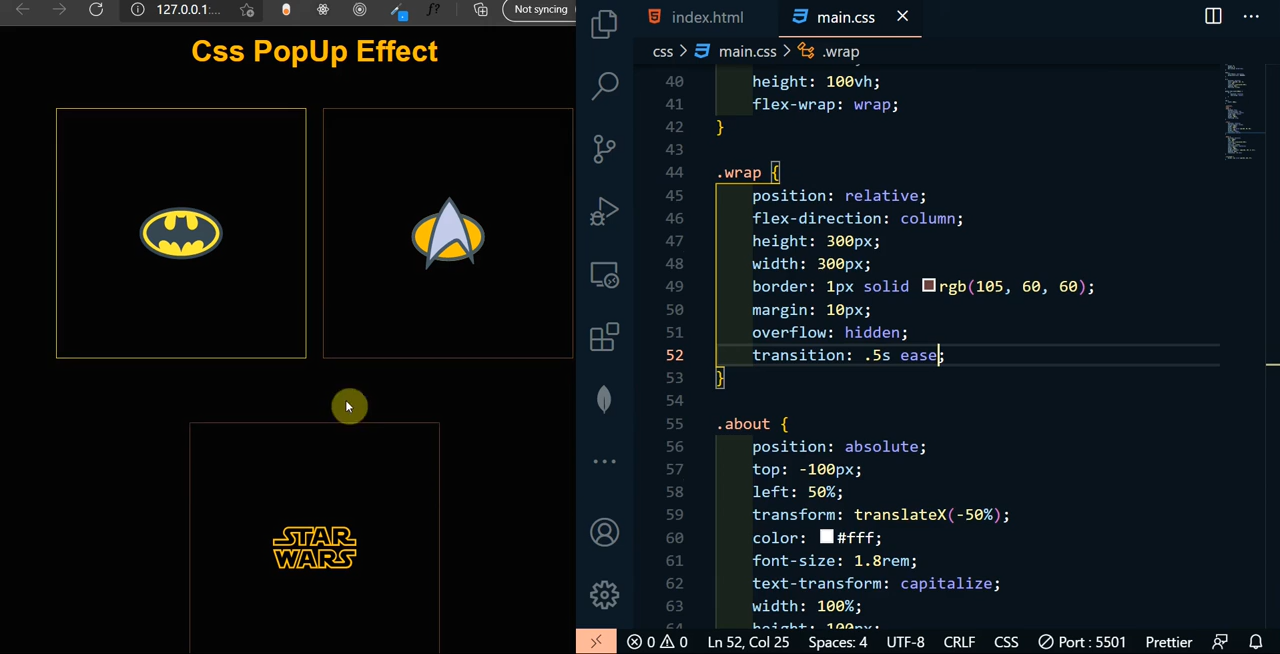 127.0.0.1:...
f?
Not syncing
Css PopUp Effect
STAR
WARS
index.html
main.css
css > main.css > .wrap
40 height: 100vh;
41 flex-wrap: wrap;
42 }
43
44 .wrap {
45 position: relative;
46 flex-direction: column;
47 height: 300px;
48 width: 300px;
49 border: 1px solid rgb(105, 60, 60);
50 margin: 10px;
51 overflow: hidden;
52 transition: .5s ease;
53 }
54
55 .about {
56 position: absolute;
57 top: -100px;
58 left: 50%;
59 transform: translateX(-50%);
60 color: #fff;
61 font-size: 1.8rem;
62 text-transform: capitalize;
63 width: 100%;
64 height: 100px;
0 0 Ln 52, Col 25 Spaces: 4 UTF-8 CRLF CSS Port : 5501 Prettier